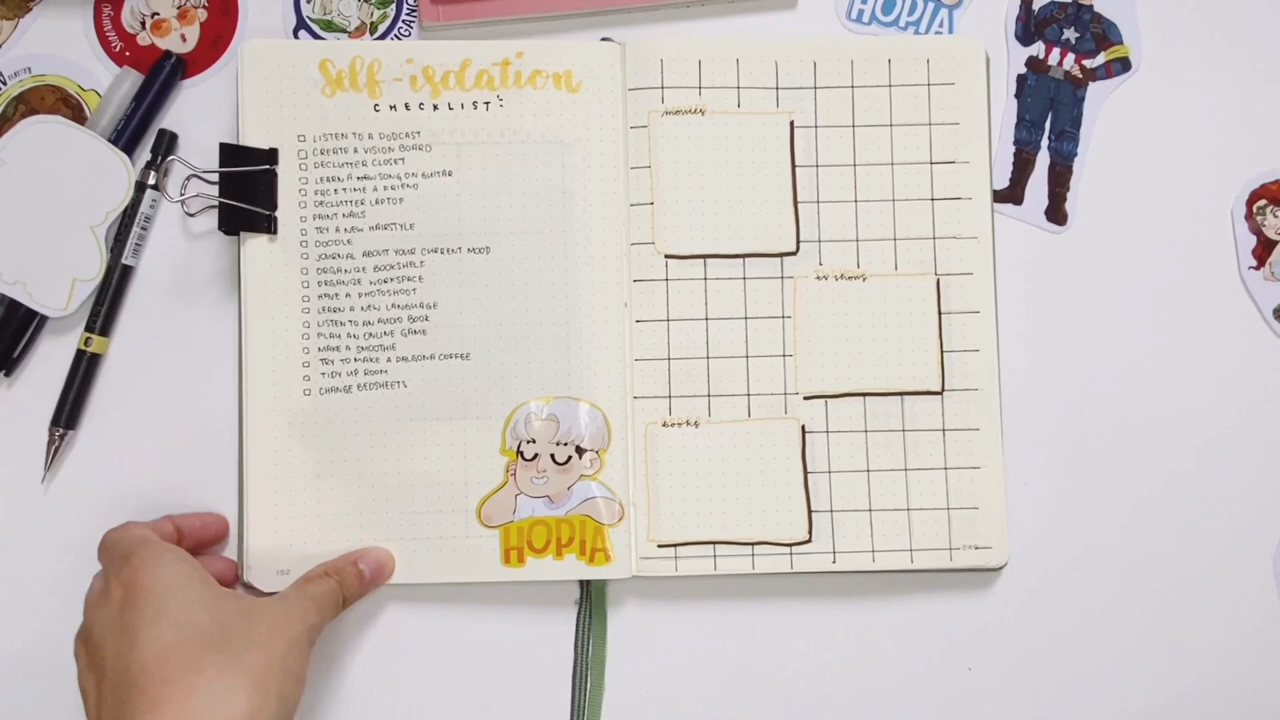 Sinangag
IGANG
HOPIA
Self-isolation
CHECKLIST
LISTEN TO A PODCAST
CREATE A VISION BOARD
DECLUTTER CLOSET
LEARN A NEW SONG ON GUITAR
FACETIME A FRIEND
DECLUTTER LAPTOP
PAINT NAILS
TRY A NEW HAIRSTYLE
DOODLE
JOURNAL ABOUT YOUR CURRENT MOOD
ORGANIZE BOOKSHELF
ORGANIZE WORKSPACE
HAVE A PHOTOSHOOT
LEARN A NEW LANGUAGE
LISTEN TO AN AUDIO BOOK
PLAY AN ONLINE GAME
MAKE A SMOOTHIE
TRY TO MAKE A DALGONA COFFEE
TIDY UP ROOM
CHANGE BEDSHEETS
HOPIA
152
movies
tv shows
books